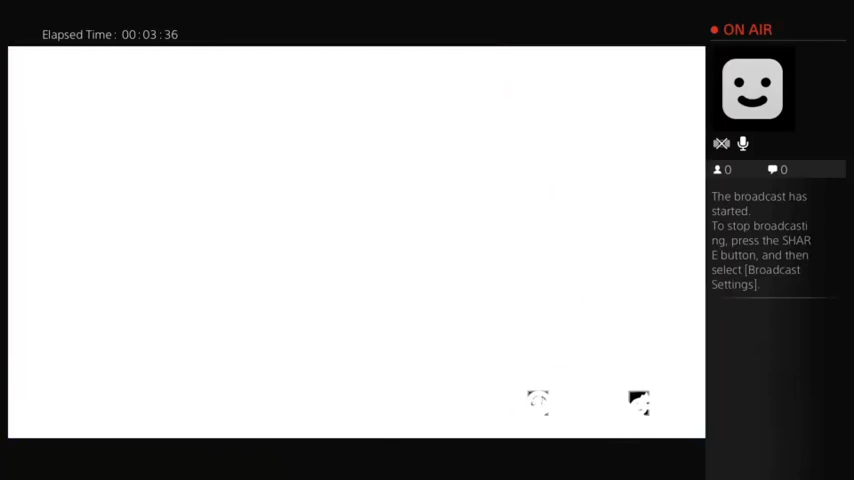 Elapsed Time: 00:03:36
ON AIR
0 0
The broadcast has
started.
To stop broadcasti
ng, press the SHAR
E button, and then
select [Broadcast
Settings].